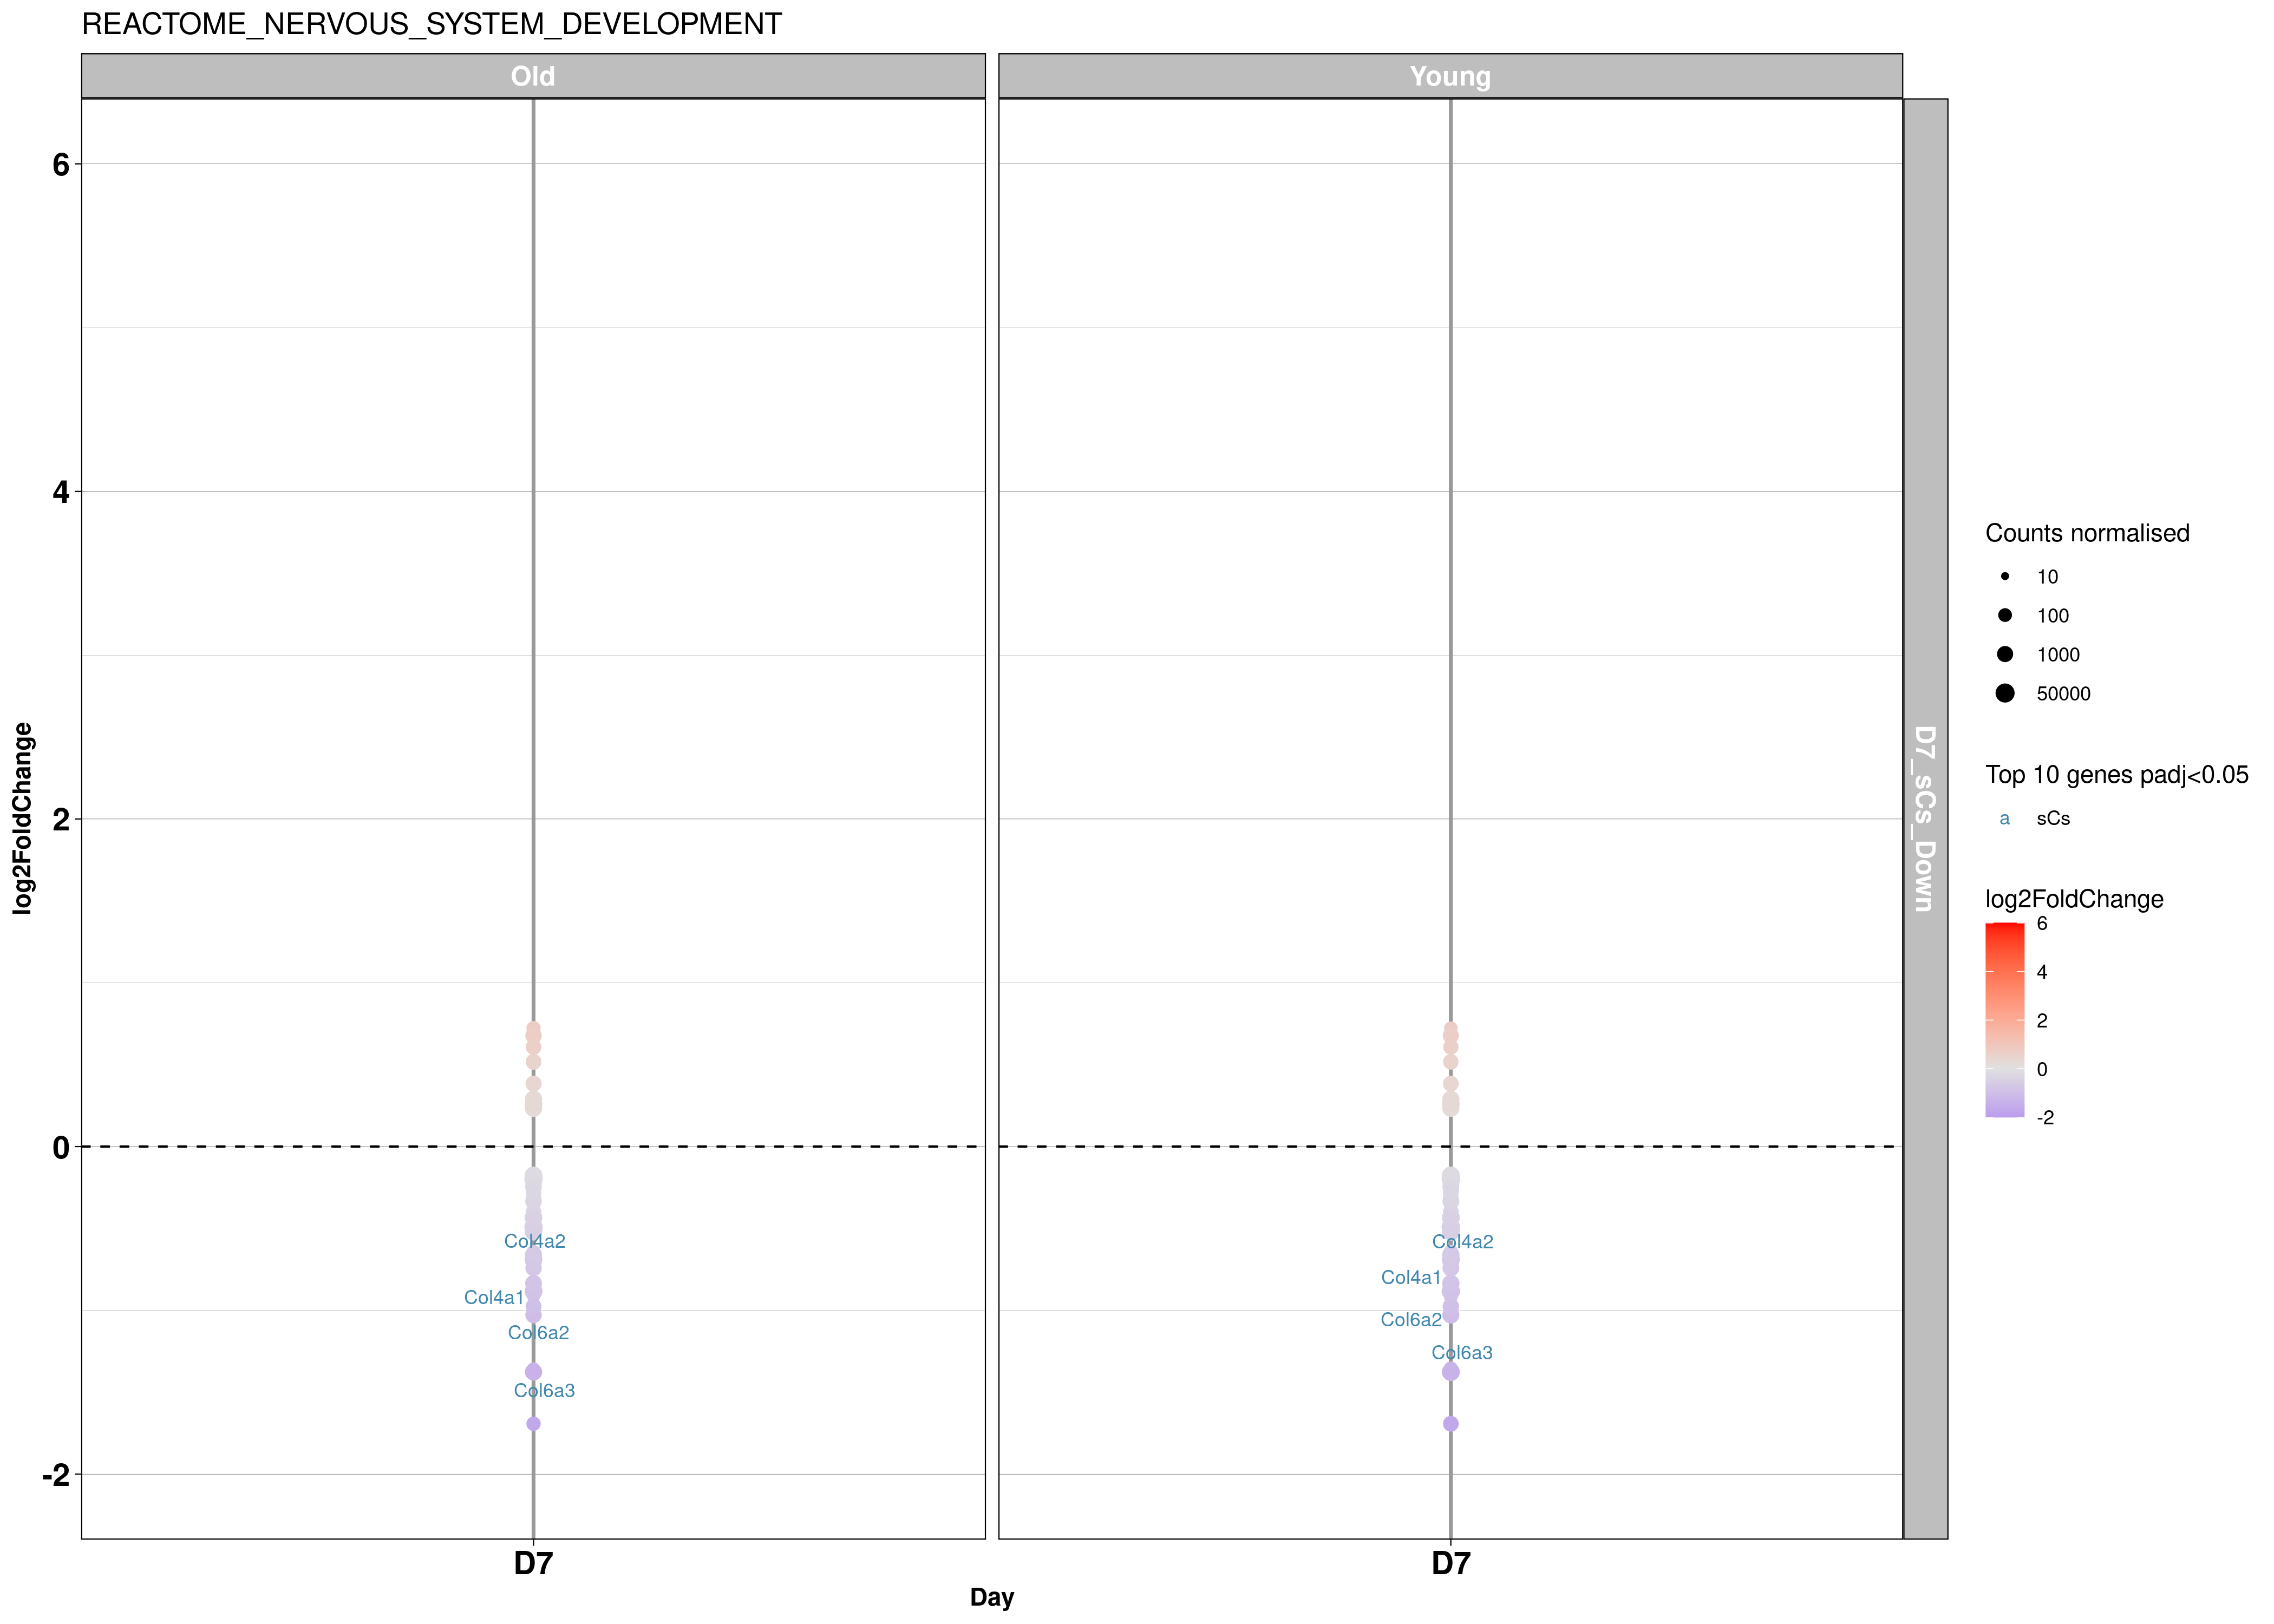 REACTOME_NERVOUS_SYSTEM_DEVELOPMENT
Old
Young
6
4
2
0
-2
log2FoldChange
Col4a2
Col4a1
Col6a2
Col6a3
Col4a2
Col4a1
Col6a2
Col6a3
D7_sCs_Down
D7
D7
Day
Counts normalised
10
100
1000
50000
Top 10 genes padj<0.05
a sCs
log2FoldChange
6
4
2
0
-2